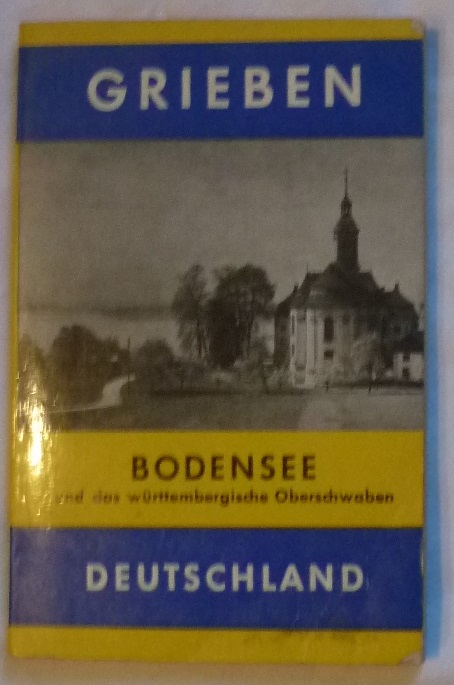 GRIEBEN
BODENSEE
und das württembergische Oberschwaben
DEUTSCHLAND